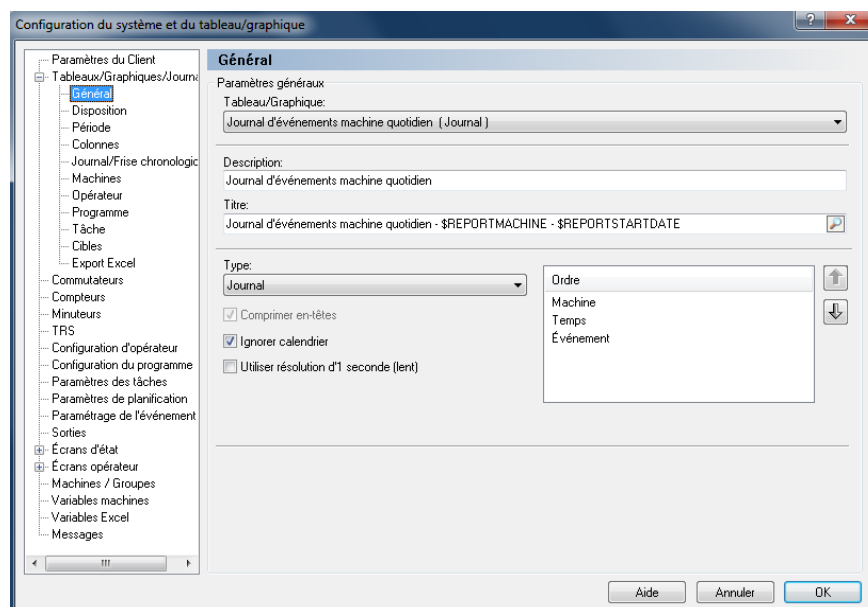 Configuration du système et du tableau/graphique
Paramètres du Client
Tableaux/Graphiques/Journa
Général
Disposition
Période
Colonnes
Journal/Frise chronologic
Machines
Opérateur
Programme
Tâche
Cibles
Export Excel
Commutateurs
Compteurs
Minuteurs
TRS
Configuration d'opérateur
Configuration du programme
Paramètres des tâches
Paramètres de planification
Paramétrage de l'événement
Sorties
Écrans d'état
Écrans opérateur
Machines / Groupes
Variables machines
Variables Excel
Messages
Général
Paramètres généraux
Tableau/Graphique:
Journal d'événements machine quotidien ( Journal )
Description:
Journal d'événements machine quotidien
Titre:
Journal d'événements machine quotidien - $REPORTMACHINE - $REPORTSTARTDATE
Type:
Journal
Comprimer en-têtes
Ignorer calendrier
Utiliser résolution d'1 seconde (lent)
Ordre
Machine
Temps
Événement
Aide
Annuler
OK